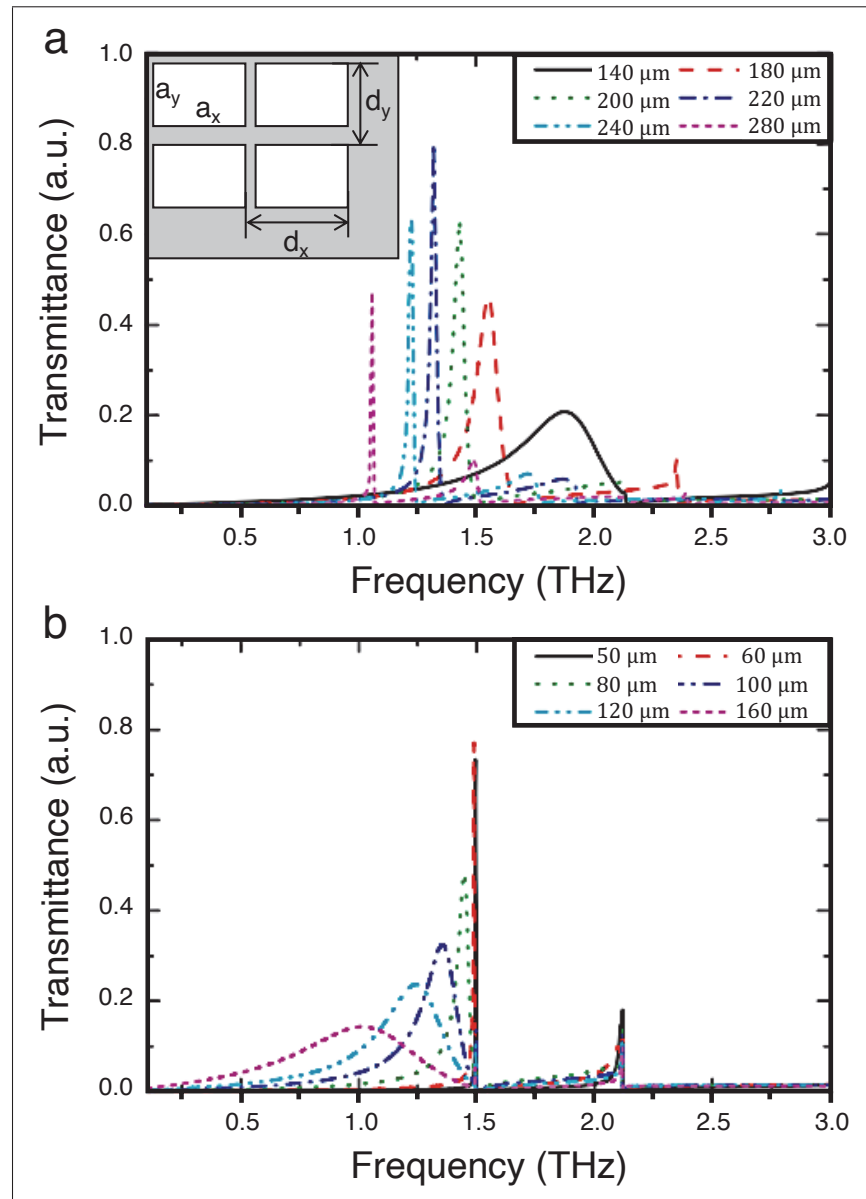 a
1.0
0.8
0.6
0.4
0.2
0.0
Transmittance (a.u.)
a_y
a_x
d_y
d_x
140 μm 180 μm
200 μm 220 μm
240 μm 280 μm
0.5 1.0 1.5 2.0 2.5 3.0
Frequency (THz)
b
1.0
0.8
0.6
0.4
0.2
0.0
Transmittance (a.u.)
50 μm 60 μm
80 μm 100 μm
120 μm 160 μm
0.5 1.0 1.5 2.0 2.5 3.0
Frequency (THz)